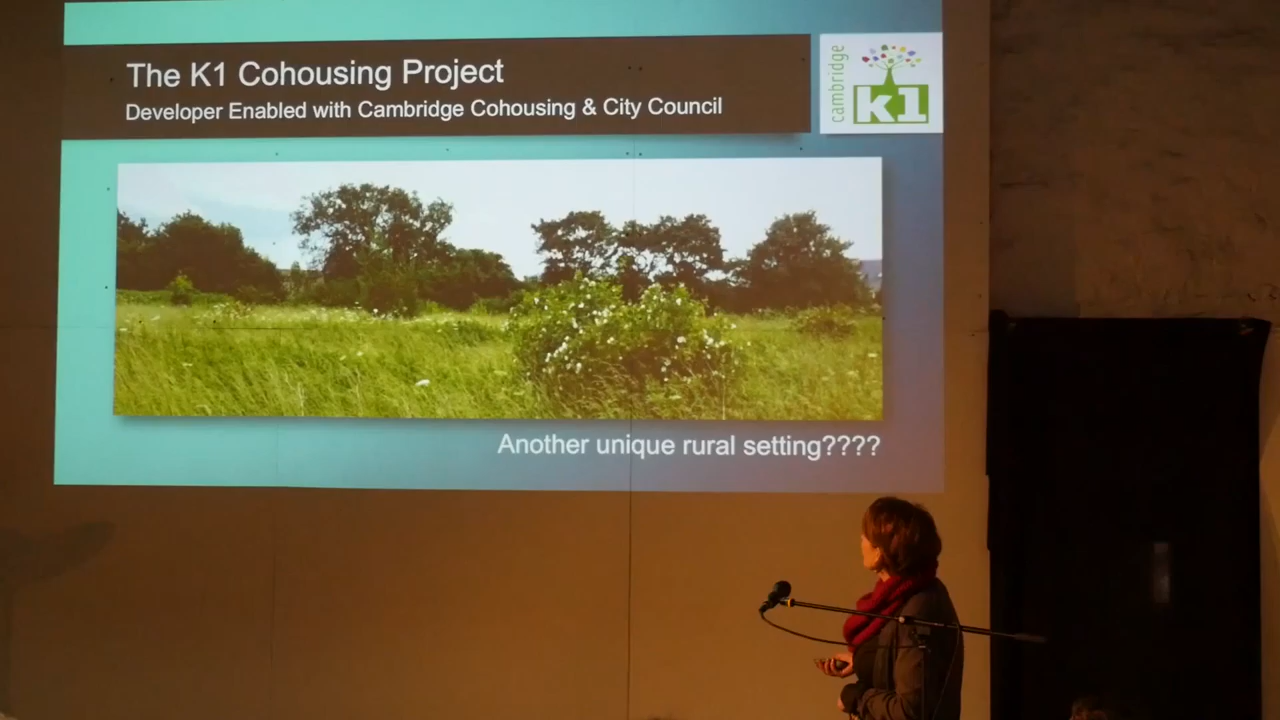 The K1 Cohousing Project
Developer Enabled with Cambridge Cohousing & City Council
cambridge
k1
Another unique rural setting????